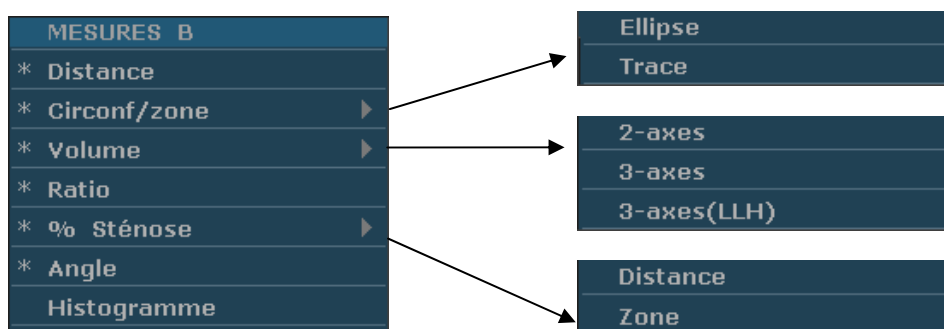 MESURES B
* Distance
* Circonf/zone
* Volume
* Ratio
* % Sténose
* Angle
Histogramme
Ellipse
Trace
2-axes
3-axes
3-axes(LLH)
Distance
Zone